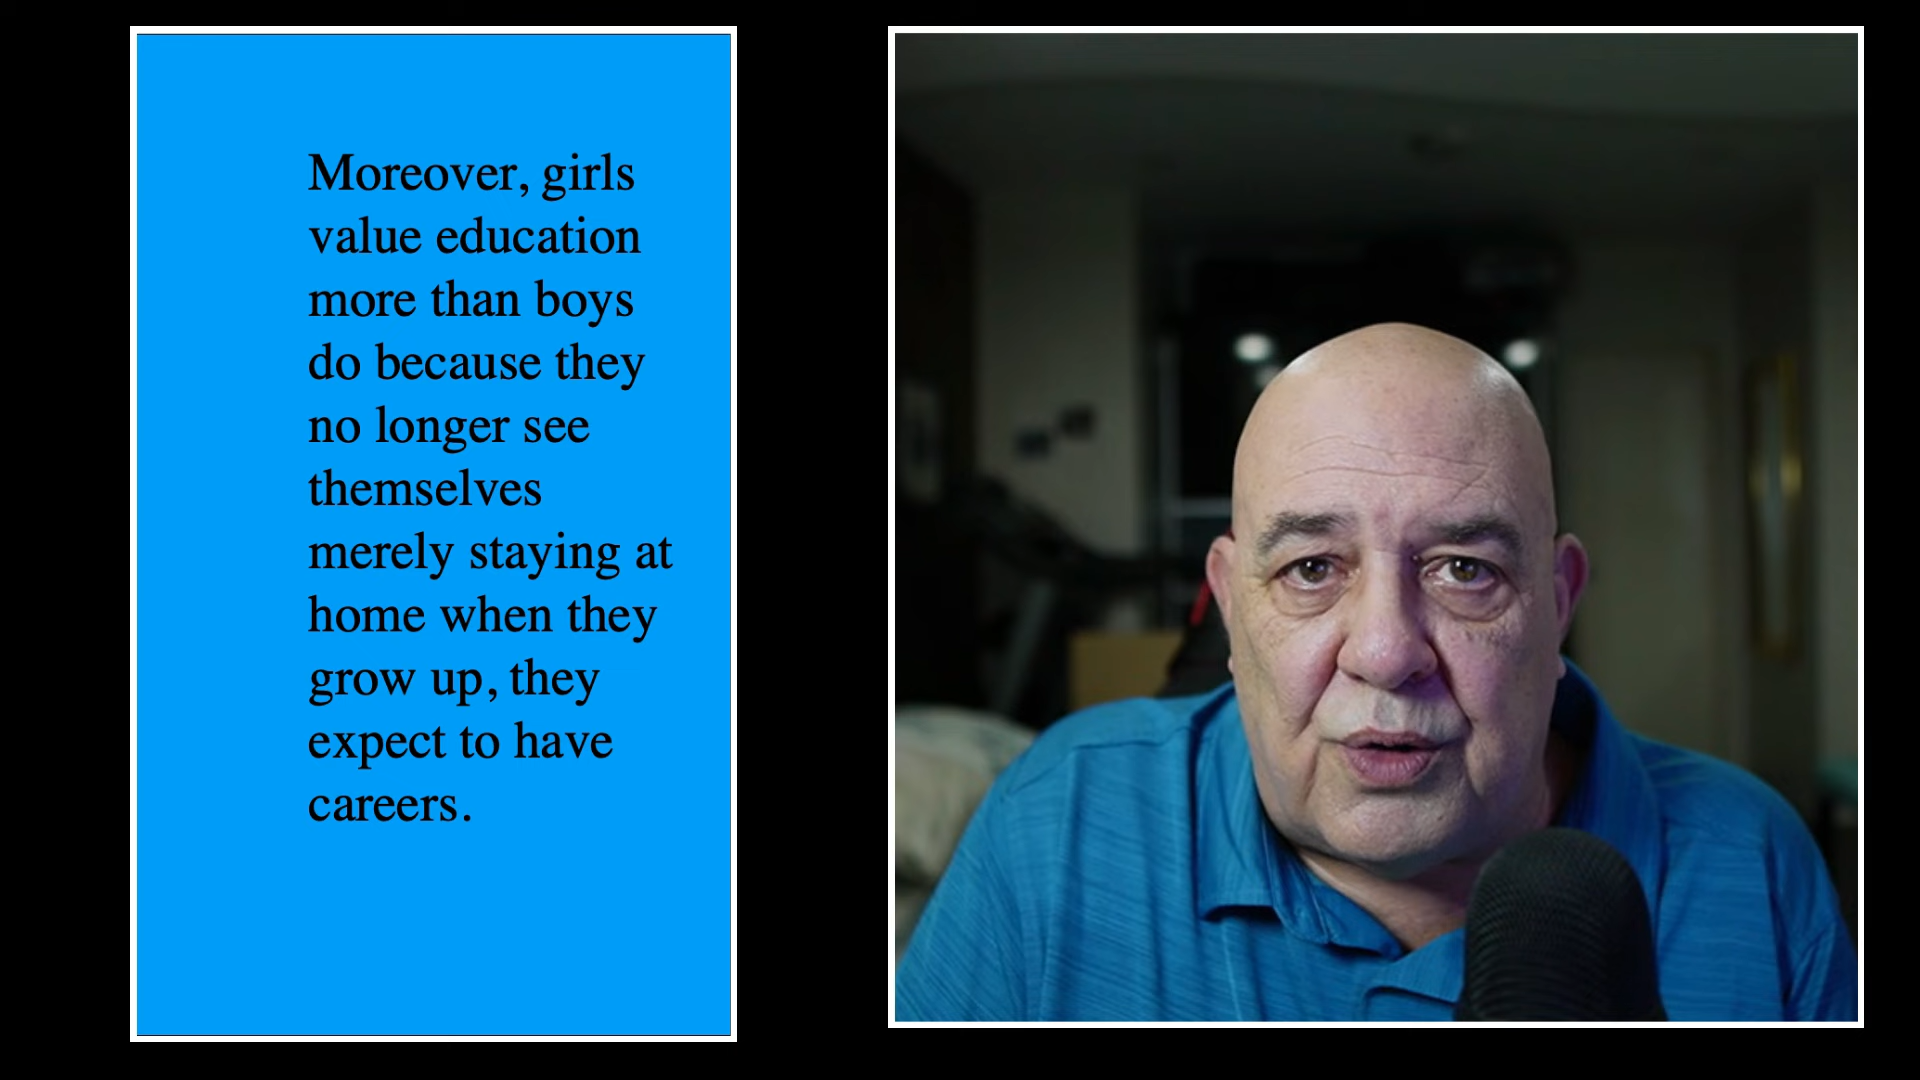 Moreover, girls
value education
more than boys
do because they
no longer see
themselves
merely staying at
home when they
grow up, they
expect to have
careers.